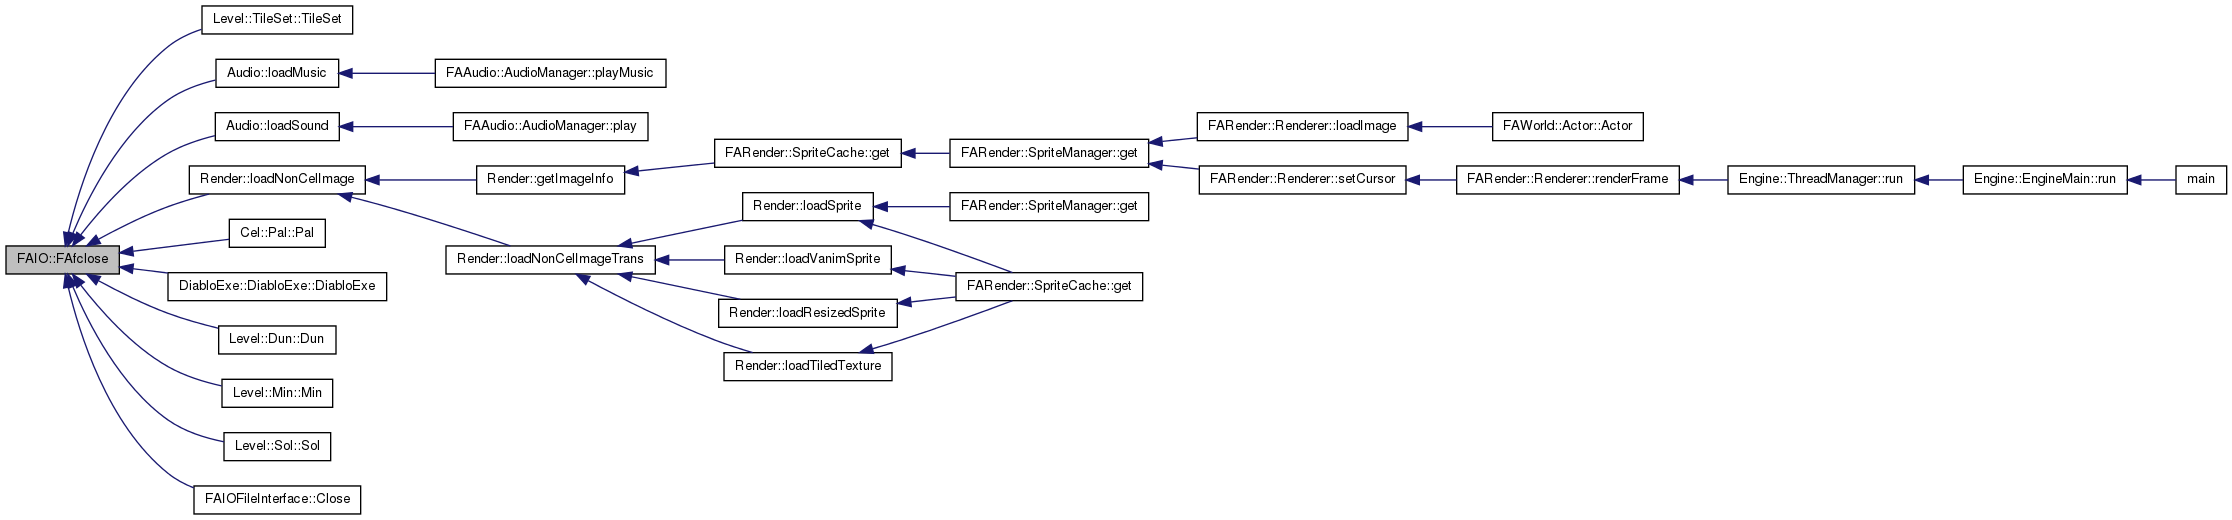 Level::TileSet::TileSet
Audio::loadMusic
FAAudio::AudioManager::playMusic
Audio::loadSound
FAAudio::AudioManager::play
FARender::Renderer::loadImage
FAWorld::Actor::Actor
FARender::SpriteCache::get
FARender::SpriteManager::get
Render::loadNonCelImage
Render::getImageInfo
FARender::Renderer::setCursor
FARender::Renderer::renderFrame
Engine::ThreadManager::run
Engine::EngineMain::run
main
Render::loadSprite
FARender::SpriteManager::get
Cel::Pal::Pal
FAIO::FAfclose
Render::loadNonCelImageTrans
Render::loadVanimSprite
DiabloExe::DiabloExe::DiabloExe
FARender::SpriteCache::get
Render::loadResizedSprite
Level::Dun::Dun
Render::loadTiledTexture
Level::Min::Min
Level::Sol::Sol
FAIOFileInterface::Close